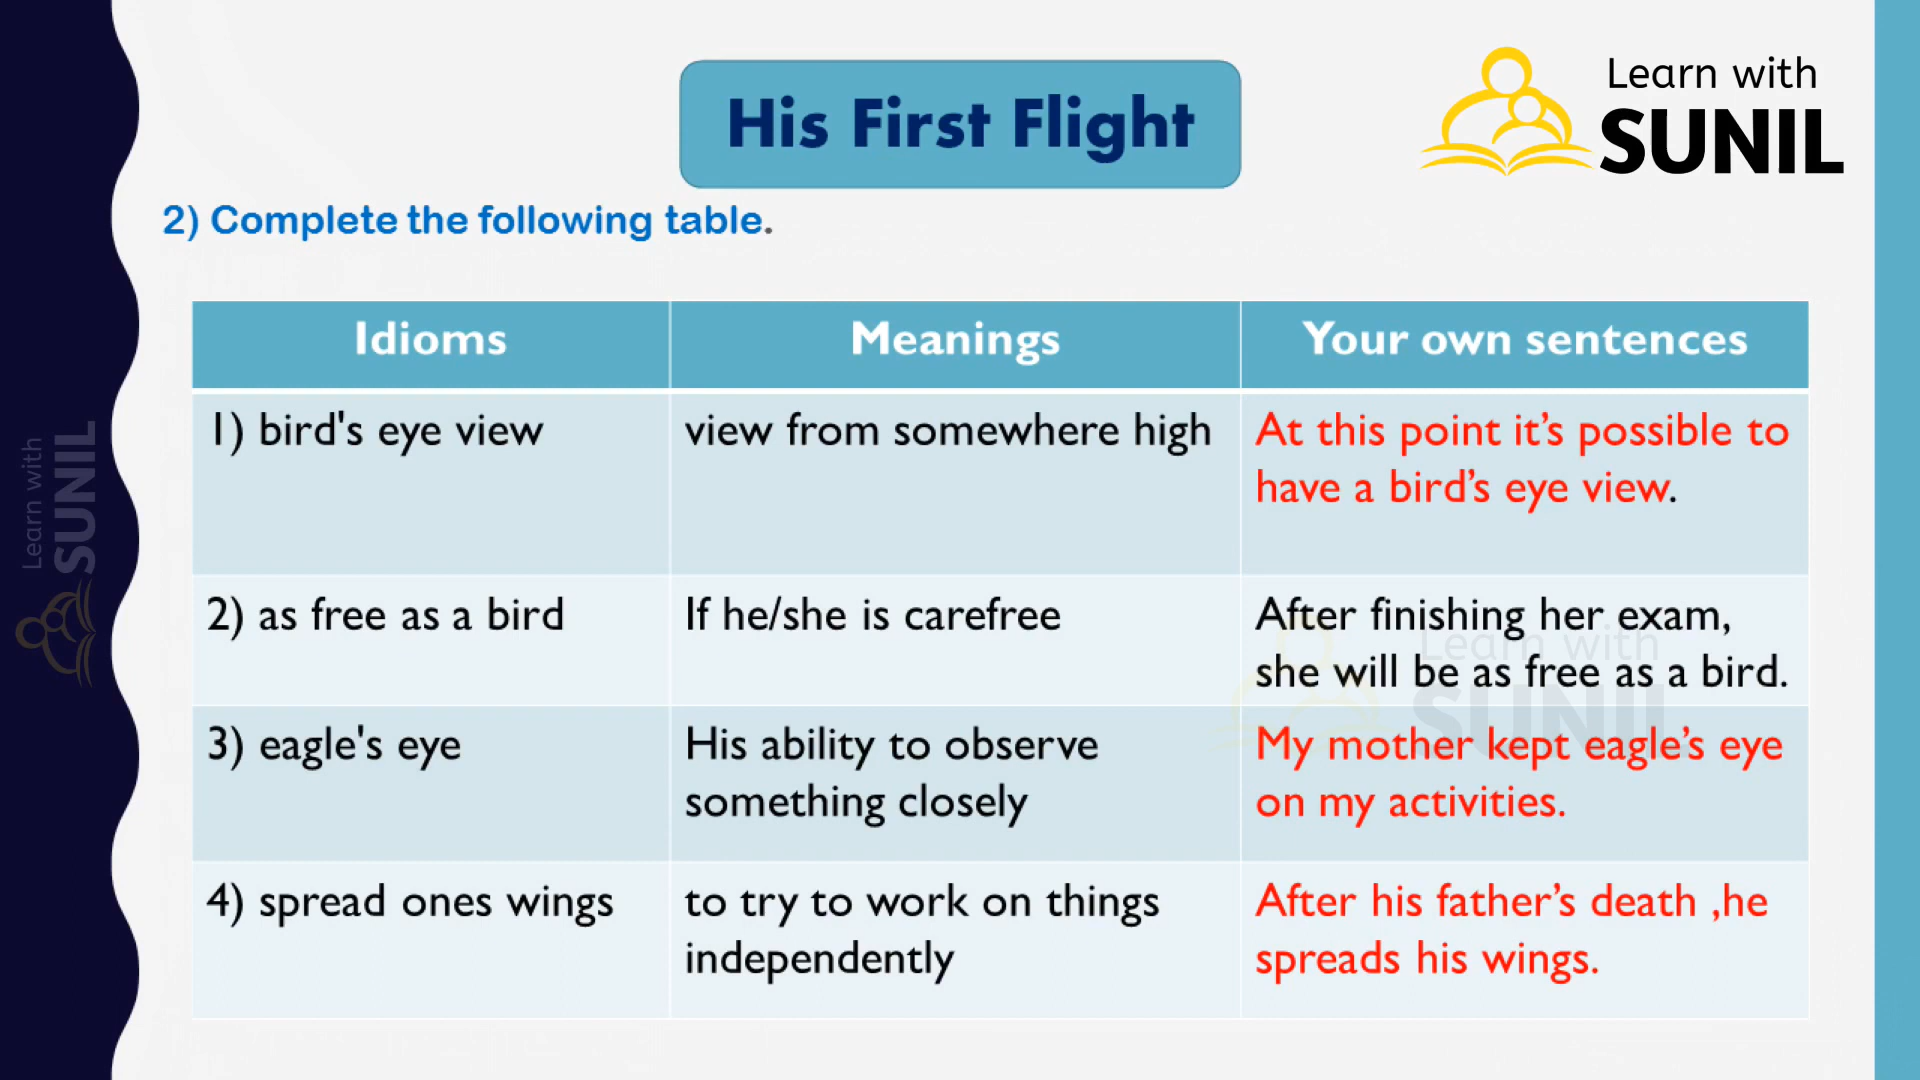 His First Flight
Learn with
SUNIL
2) Complete the following table.
Idioms
Meanings
Your own sentences
1) bird's eye view
view from somewhere high
At this point it’s possible to
have a bird’s eye view.
2) as free as a bird
If he/she is carefree
After finishing her exam,
she will be as free as a bird.
3) eagle's eye
His ability to observe
something closely
My mother kept eagle’s eye
on my activities.
4) spread ones wings
to try to work on things
independently
After his father’s death ,he
spreads his wings.
Learn with
SUNIL
Learn with
SUNIL